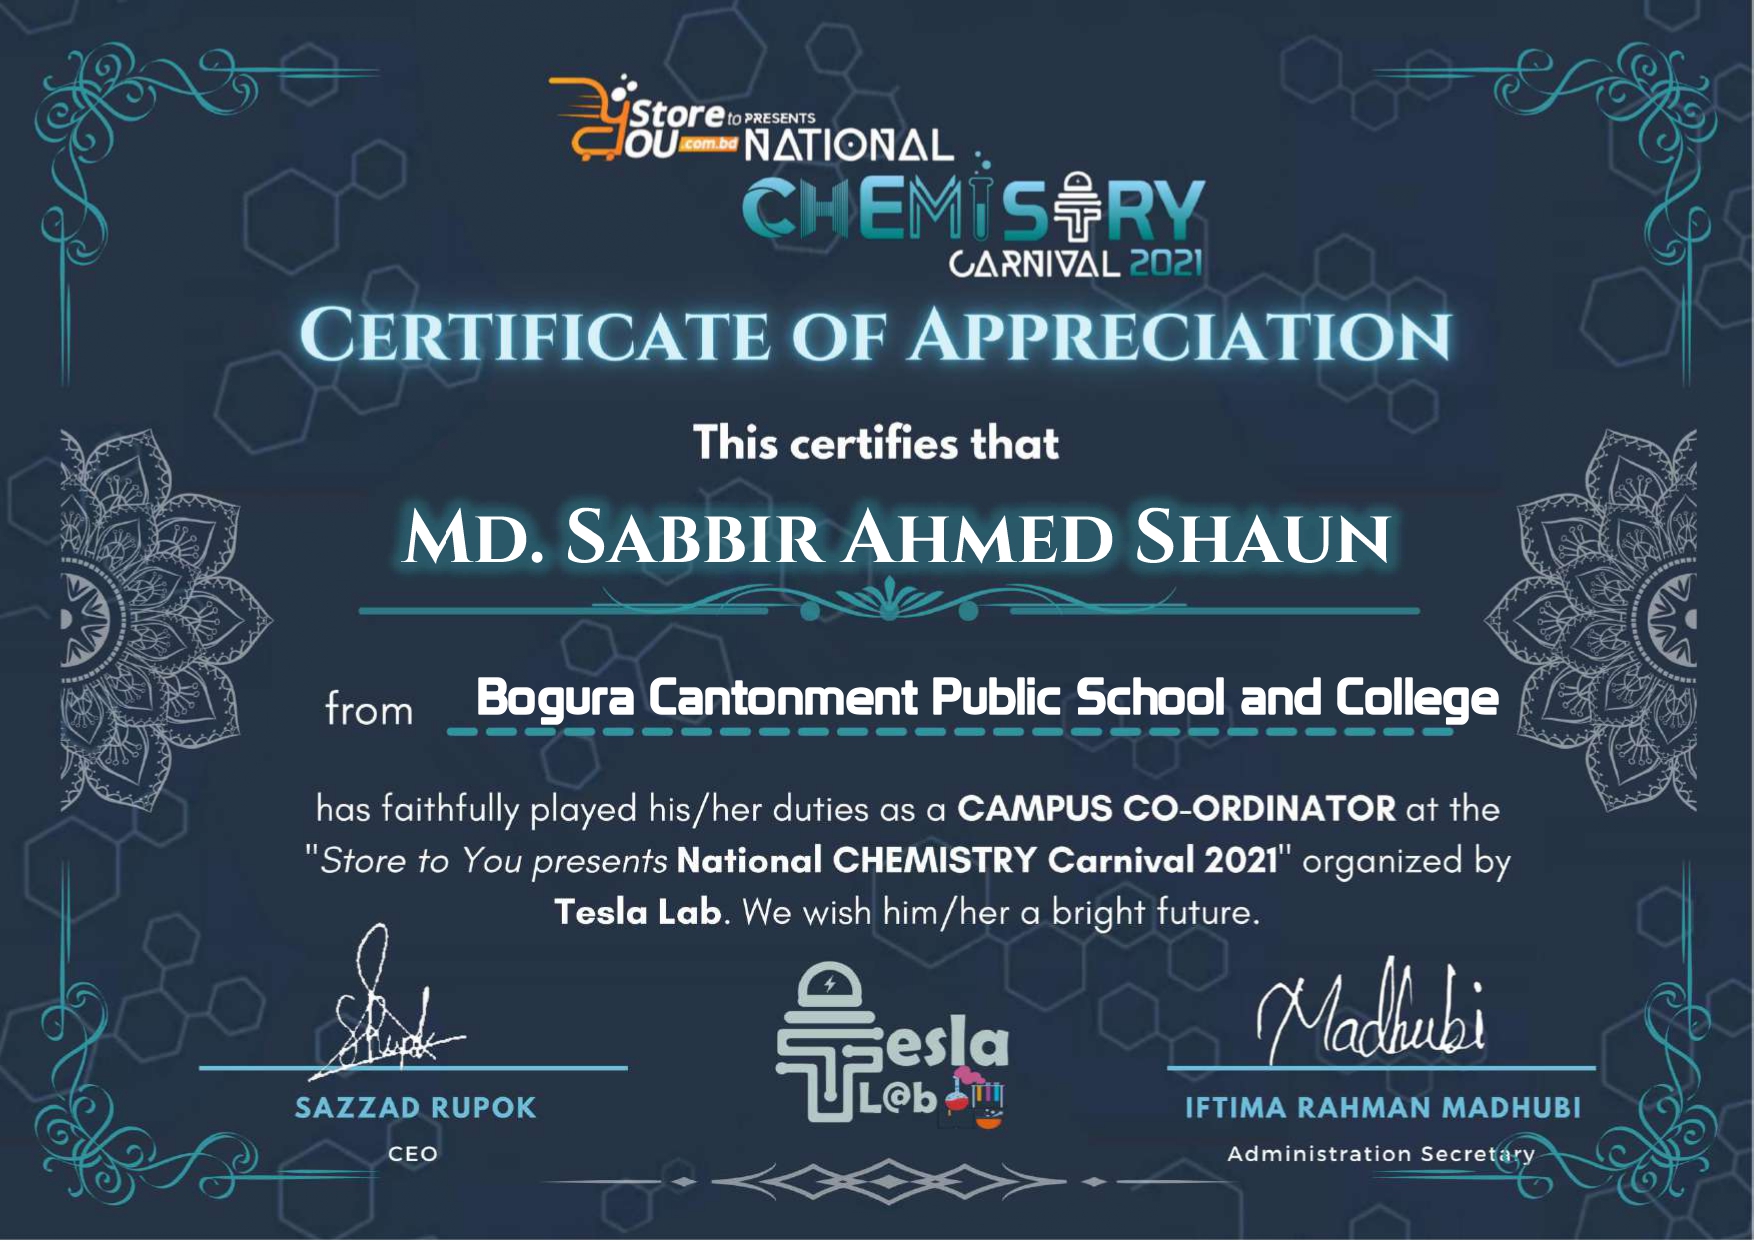 Store to PRESENTS
YOU .com.bd NATIONAL
CHEMISTRY
CARNIVAL 2021
CERTIFICATE OF APPRECIATION
This certifies that
MD. SABBIR AHMED SHAUN
from Bogura Cantonment Public School and College
has faithfully played his/her duties as a CAMPUS CO-ORDINATOR at the
"Store to You presents National CHEMISTRY Carnival 2021" organized by
Tesla Lab. We wish him/her a bright future.
Shupok Madhubi
Tesla
L@b
SAZZAD RUPOK IFTIMA RAHMAN MADHUBI
CEO Administration Secretary